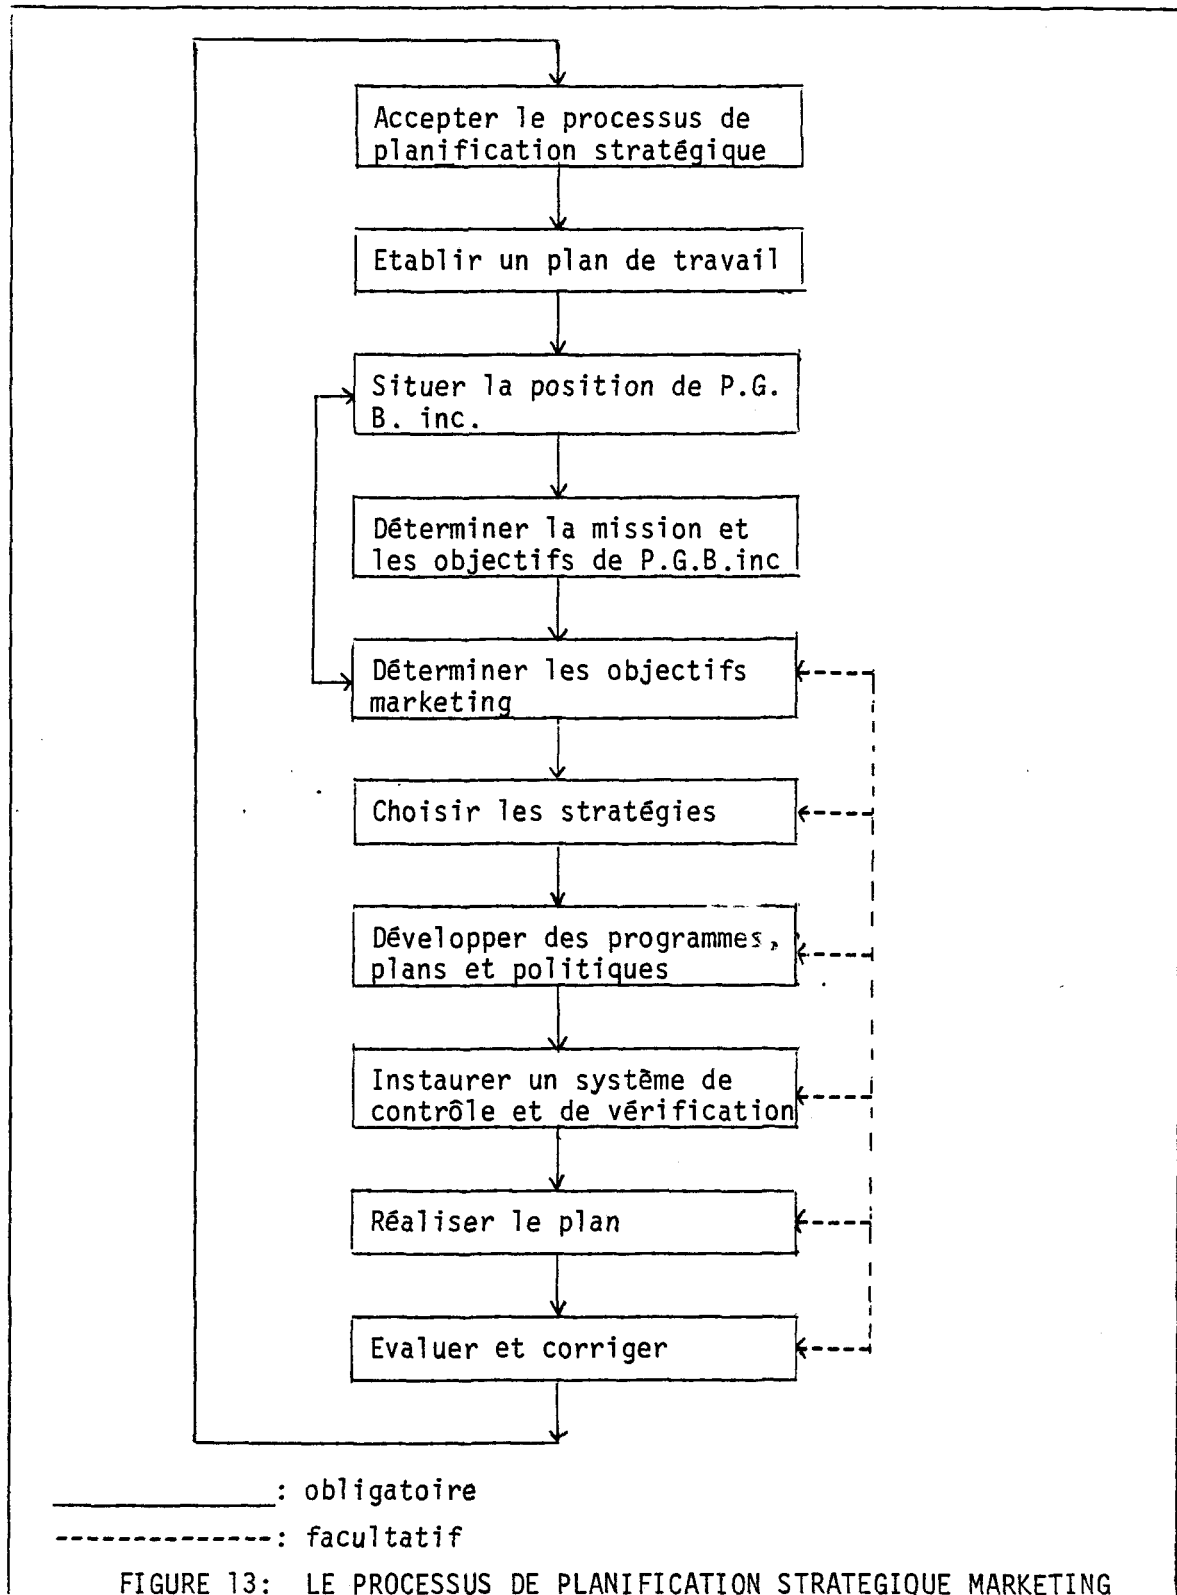 Accepter le processus de
planification stratégique
Etablir un plan de travail
Situer la position de P.G.
B. inc.
Déterminer la mission et
les objectifs de P.G.B.inc
Déterminer les objectifs
marketing
Choisir les stratégies
Développer des programmes,
plans et politiques
Instaurer un système de
contrôle et de vérification
Réaliser le plan
Evaluer et corriger
: obligatoire
--------------: facultatif
FIGURE 13: LE PROCESSUS DE PLANIFICATION STRATEGIQUE MARKETING